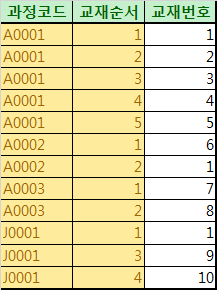 과정코드 교재순서 교재번호
A0001 1 1
A0001 2 2
A0001 3 3
A0001 4 4
A0001 5 5
A0002 1 6
A0002 2 1
A0003 1 7
A0003 2 8
J0001 1 1
J0001 3 9
J0001 4 10